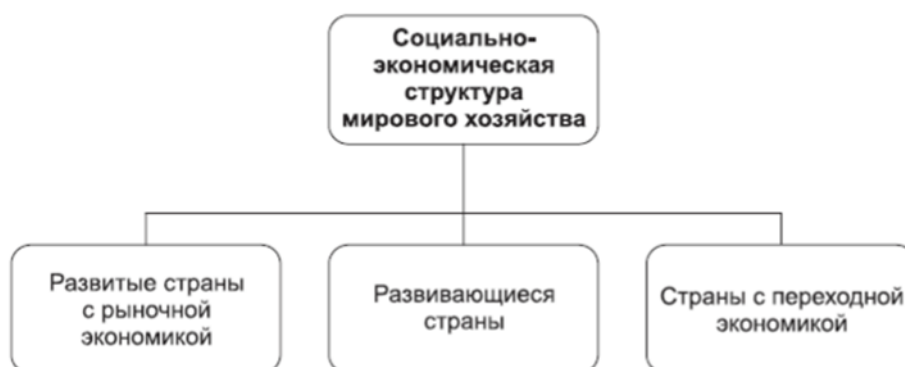 Социально-
экономическая
структура
мирового хозяйства
Развитые страны
с рыночной
экономикой
Развивающиеся
страны
Страны с переходной
экономикой